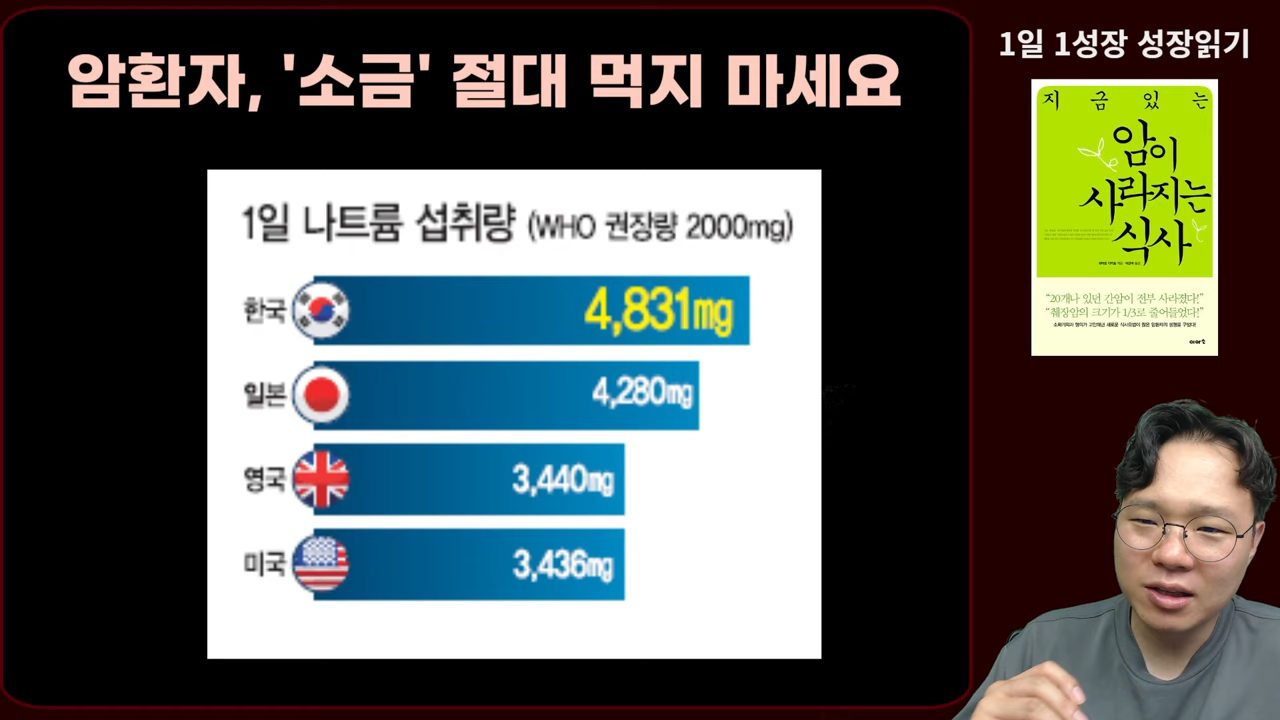 암환자, '소금' 절대 먹지 마세요
1일 나트륨 섭취량 (WHO 권장량 2000mg)
한국 4,831mg
일본 4,280mg
영국 3,440mg
미국 3,436mg
1일 1성장 성장읽기
지금있는
암이
사라지는
식사
"20개나 있던 간암이 전부 사라졌다!"
"췌장암의 크기가 1/3로 줄어들었다!"